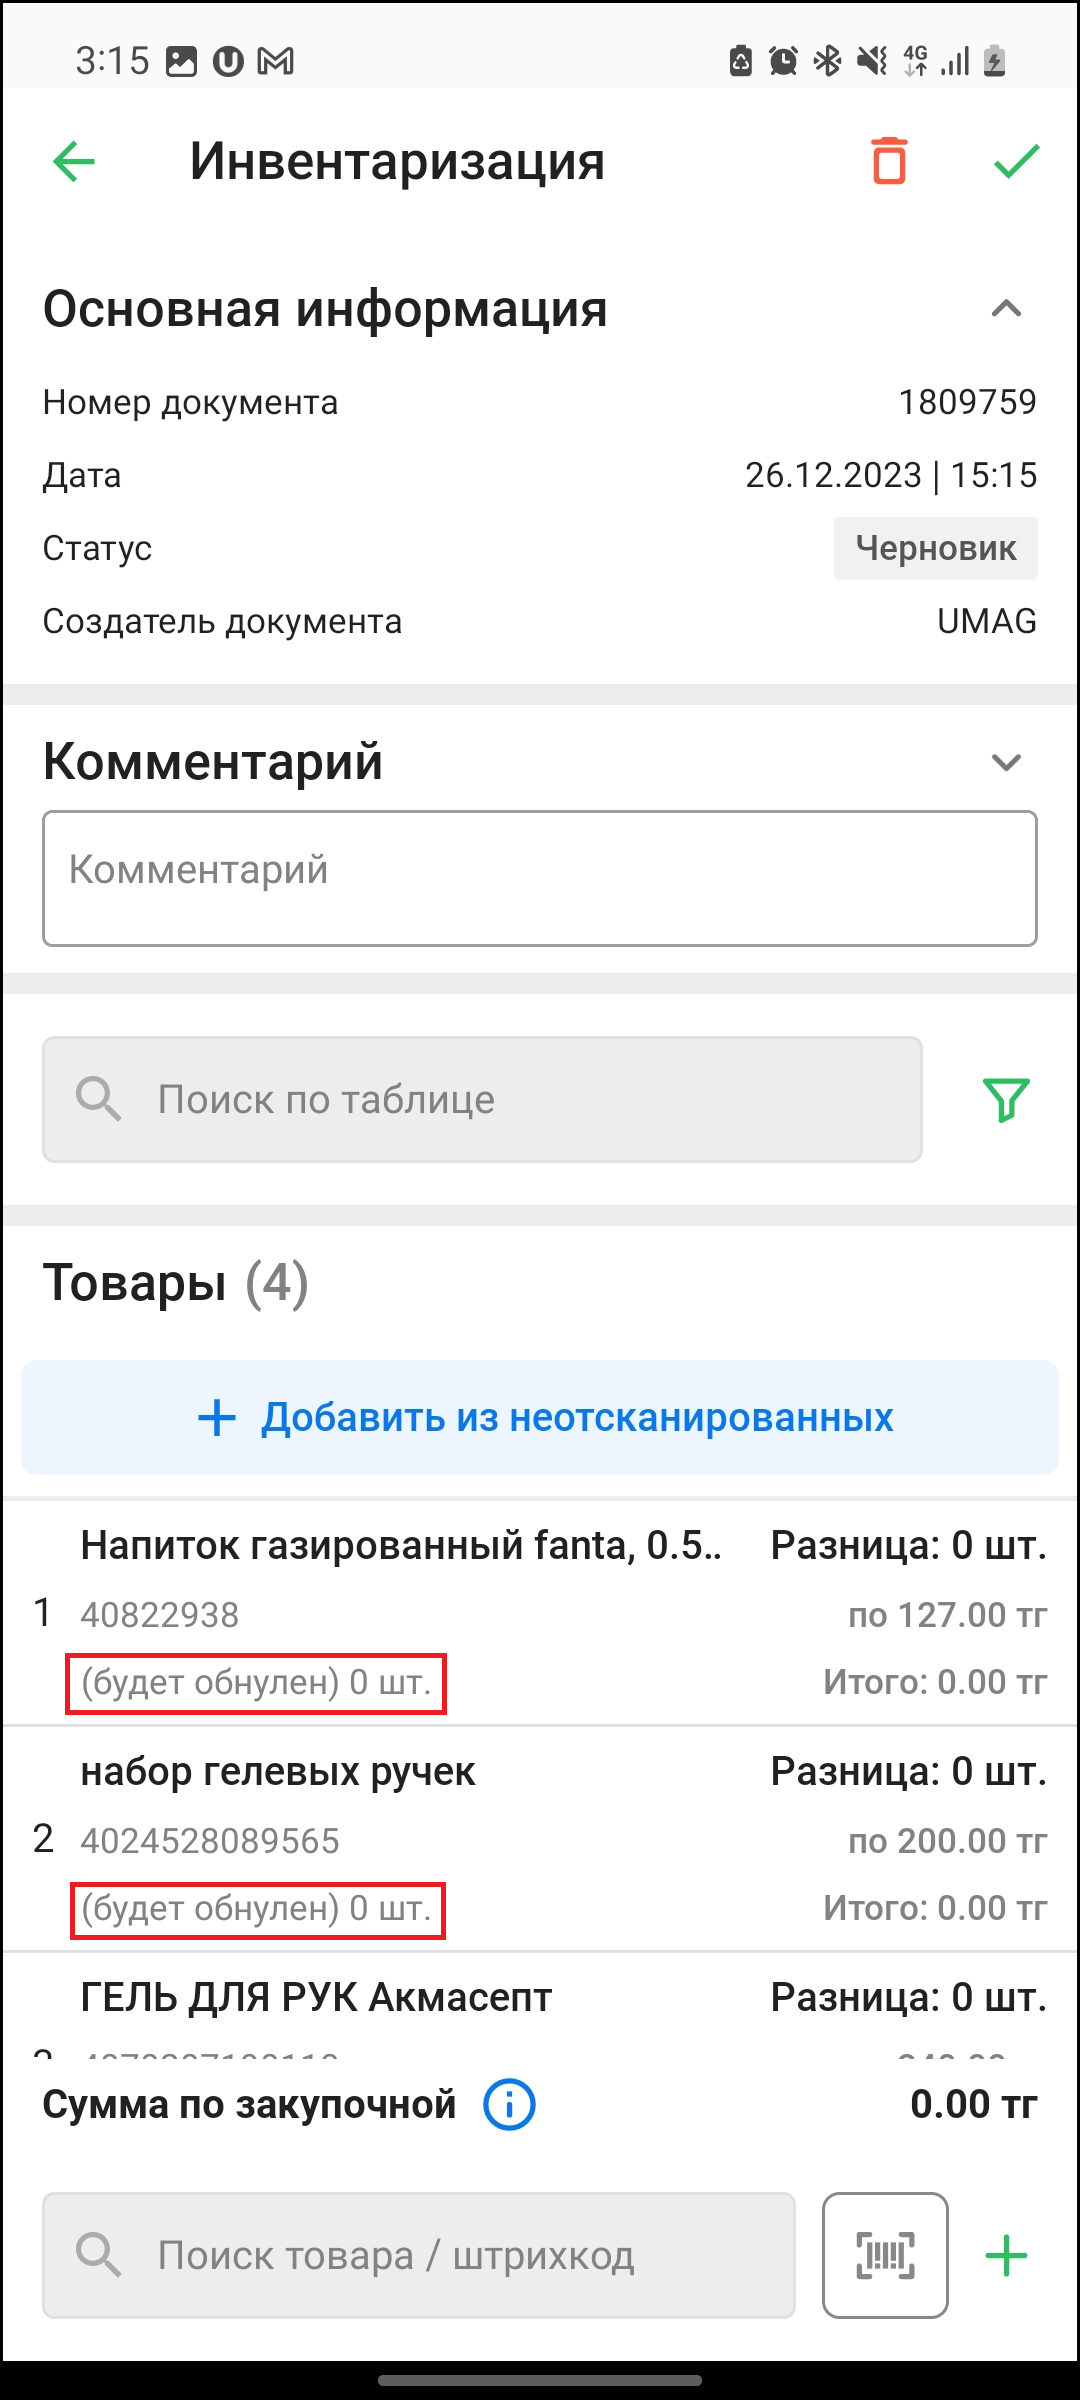 3:15 4G
Инвентаризация
Основная информация
Номер документа 1809759
Дата 26.12.2023 | 15:15
Статус Черновик
Создатель документа UMAG
Комментарий
Комментарий
Поиск по таблице
Товары (4)
Добавить из неотсканированных
Напиток газированный fanta, 0.5.. Разница: 0 шт.
1 40822938 по 127.00 тг
(будет обнулен) 0 шт. Итого: 0.00 тг
набор гелевых ручек Разница: 0 шт.
2 4024528089565 по 200.00 тг
(будет обнулен) 0 шт. Итого: 0.00 тг
ГЕЛЬ ДЛЯ РУК Акмасепт Разница: 0 шт.
Сумма по закупочной 0.00 тг
Поиск товара / штрихкод